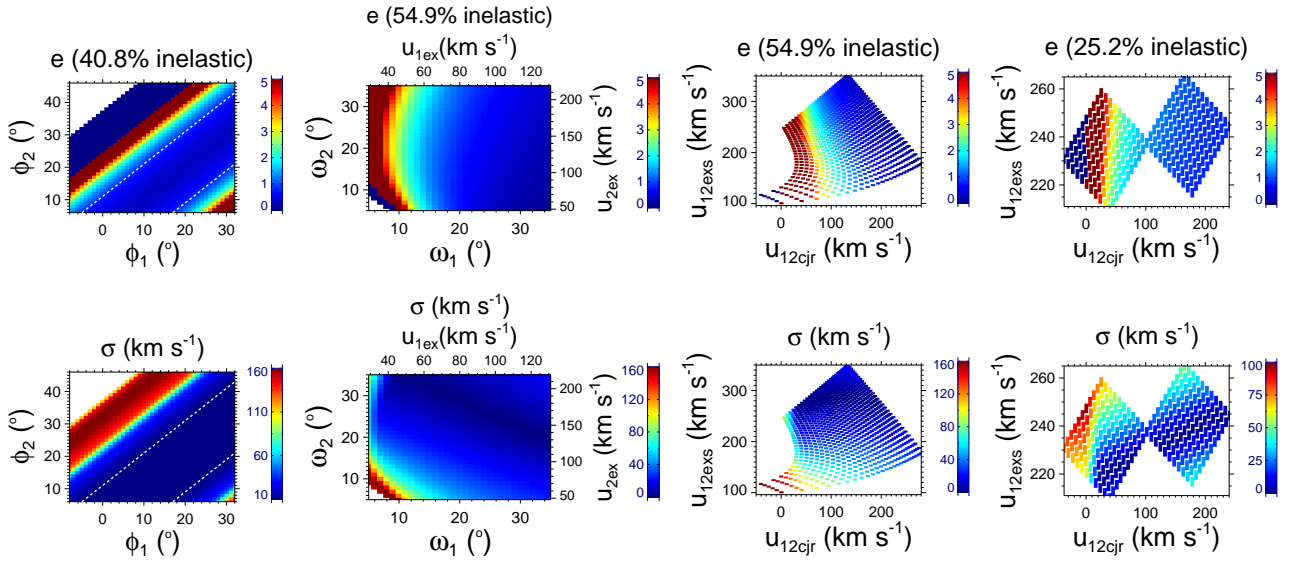 e (40.8% inelastic)
5
4
3
2
1
0
40
30
20
10
ϕ2 (°)
0 10 20 30
ϕ1 (°)
e (54.9% inelastic)
u1ex(km s-1)
40 60 80 100 120
5
4
3
2
1
0
30
20
10
ω2 (°)
200
150
100
50
u2ex (km s-1)
10 20 30
ω1 (°)
e (54.9% inelastic)
5
4
3
2
1
0
300
200
100
u12exs (km s-1)
0 100 200
u12cjr (km s-1)
e (25.2% inelastic)
5
4
3
2
1
0
260
240
220
u12exs (km s-1)
0 100 200
u12cjr (km s-1)
σ (km s-1)
160
110
60
10
40
30
20
10
ϕ2 (°)
0 10 20 30
ϕ1 (°)
σ (km s-1)
u1ex(km s-1)
40 60 80 100 120
160
120
80
40
0
30
20
10
ω2 (°)
200
150
100
50
u2ex (km s-1)
10 20 30
ω1 (°)
σ (km s-1)
160
120
80
40
0
300
200
100
u12exs (km s-1)
0 100 200
u12cjr (km s-1)
σ (km s-1)
100
75
50
25
0
260
240
220
u12exs (km s-1)
0 100 200
u12cjr (km s-1)